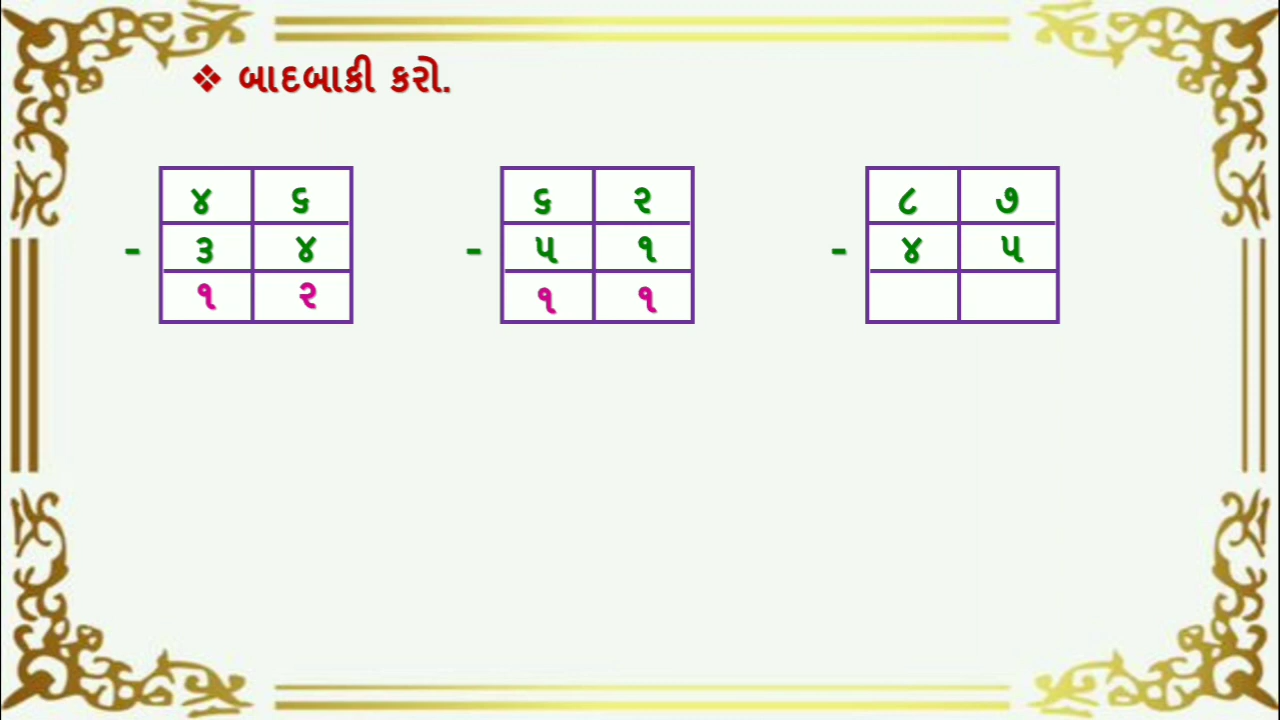 ❖ બાદબાકી કરો.
૪ ૬ ૬ ૨ ૮ ૭
- ૩ ૪ - ૫ ૧ - ૪ ૫
૧ ૨ ૧ ૧